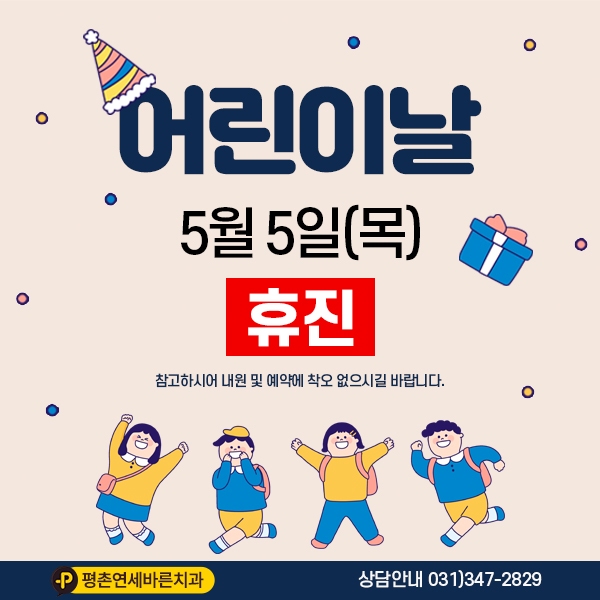 어린이날
5월 5일(목)
휴진
참고하시어 내원 및 예약에 착오 없으시길 바랍니다.
P 평촌연세바른치과
상담안내 031)347-2829